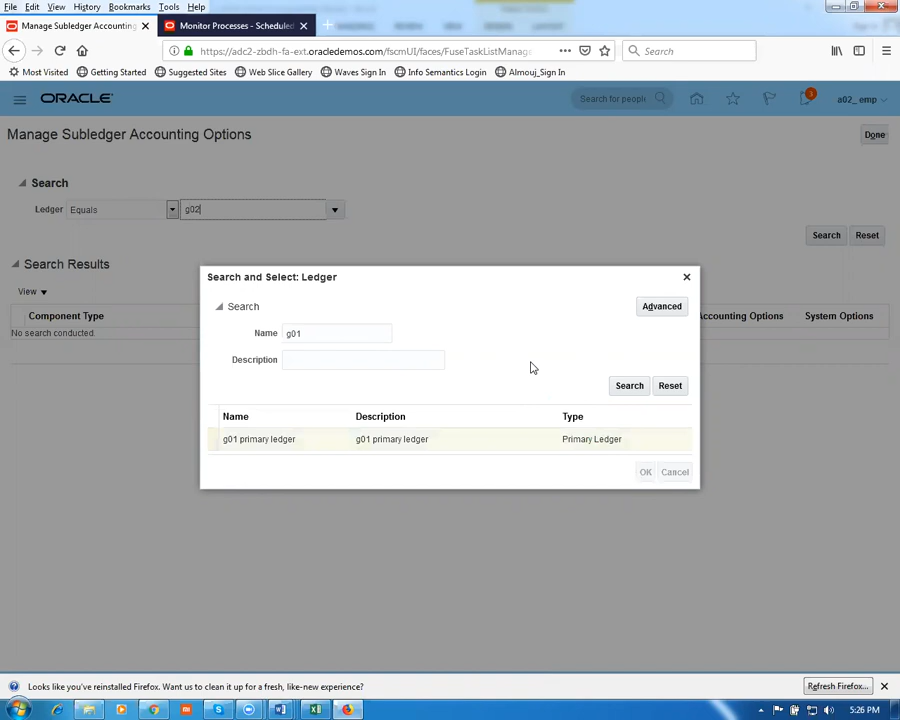 File Edit View History Bookmarks Tools Help
Manage Subledger Accounting Monitor Processes - Scheduled
https://adc2-zbdh-fa-ext.oracledemos.com/fscmUI/faces/FuseTaskListManag Search
Most Visited Getting Started Suggested Sites Web Slice Gallery Waves Sign In Info Semantics Login Almouj_Sign In
ORACLE Search for people 1 a02_ emp
Manage Subledger Accounting Options Done
Search
Ledger Equals g02
Search Reset
Search Results
View
Component Type Accounting Options System Options
No search conducted.
Search and Select: Ledger
Search Advanced
Name g01
Description
Search Reset
Name Description Type
g01 primary ledger g01 primary ledger Primary Ledger
OK Cancel
Looks like you've reinstalled Firefox. Want us to clean it up for a fresh, like-new experience? Refresh Firefox...
5:26 PM